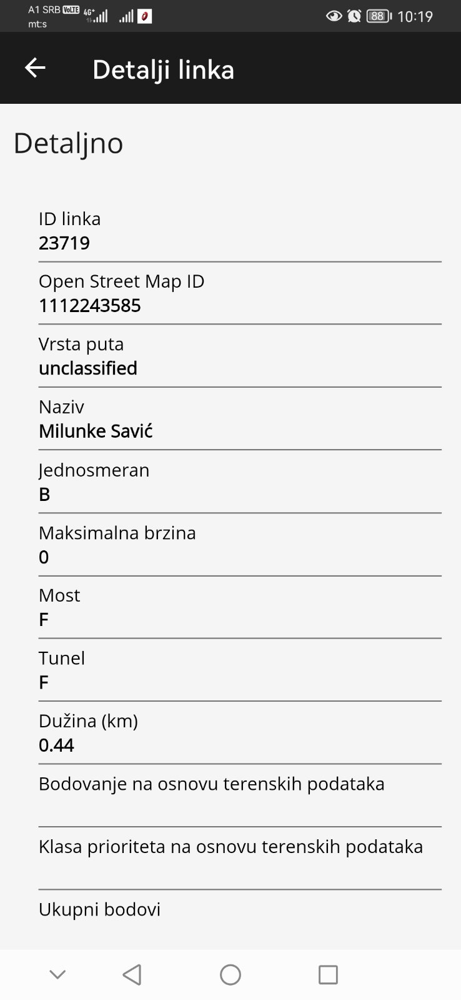 A1 SRB VoLTE 4G+ 88 10:19
mt:s
Detalji linka
Detaljno
ID linka
23719
Open Street Map ID
1112243585
Vrsta puta
unclassified
Naziv
Milunke Savić
Jednosmeran
B
Maksimalna brzina
0
Most
F
Tunel
F
Dužina (km)
0.44
Bodovanje na osnovu terenskih podataka
Klasa prioriteta na osnovu terenskih podataka
Ukupni bodovi